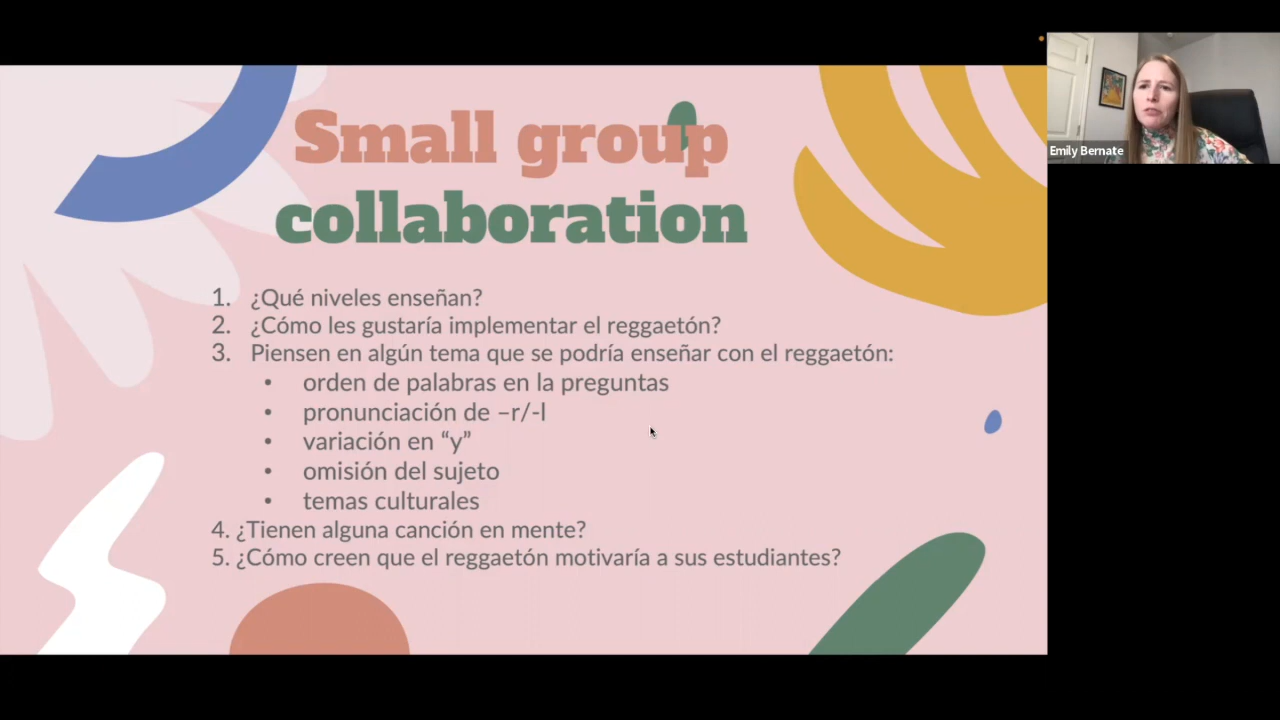 Small group
collaboration
1. ¿Qué niveles enseñan?
2. ¿Cómo les gustaría implementar el reggaetón?
3. Piensen en algún tema que se podría enseñar con el reggaetón:
• orden de palabras en la preguntas
• pronunciación de –r/-l
• variación en “y”
• omisión del sujeto
• temas culturales
4. ¿Tienen alguna canción en mente?
5. ¿Cómo creen que el reggaetón motivaría a sus estudiantes?
Emily Bernate